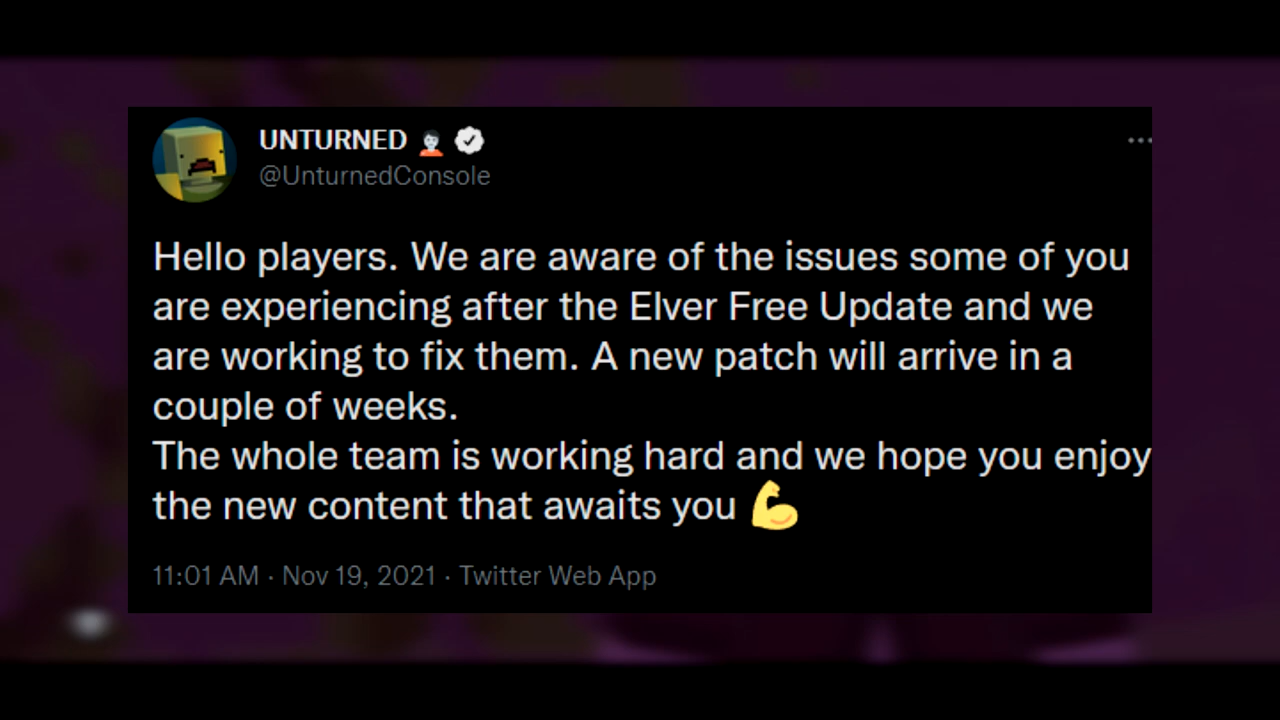 UNTURNED 🧛🏻
@UnturnedConsole
Hello players. We are aware of the issues some of you
are experiencing after the Elver Free Update and we
are working to fix them. A new patch will arrive in a
couple of weeks.
The whole team is working hard and we hope you enjoy
the new content that awaits you 💪
11:01 AM · Nov 19, 2021 · Twitter Web App